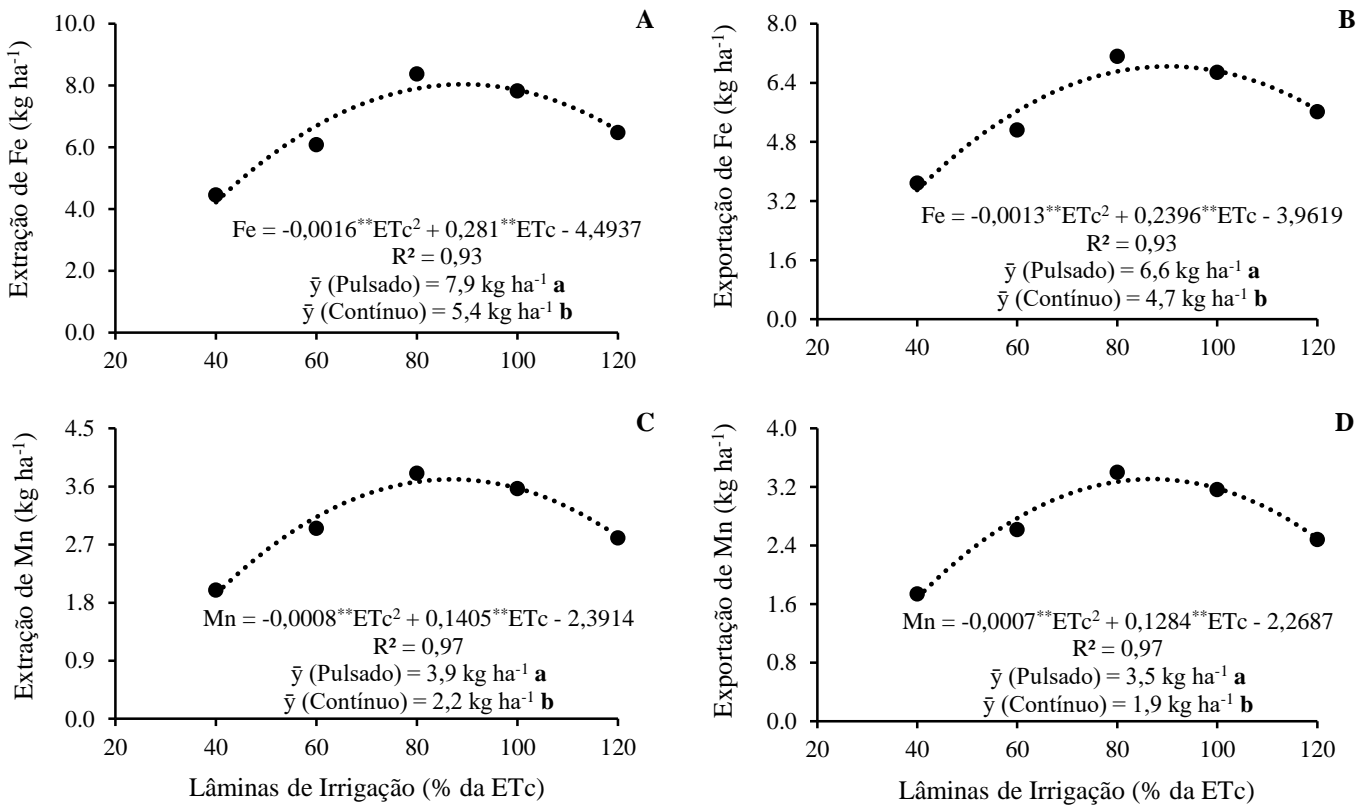 A
Extração de Fe (kg ha⁻¹)
10.0
8.0
6.0
4.0
2.0
0.0
Fe = -0,0016**ETc² + 0,281**ETc - 4,4937
R² = 0,93
ȳ (Pulsado) = 7,9 kg ha⁻¹ a
ȳ (Contínuo) = 5,4 kg ha⁻¹ b
20 40 60 80 100 120
B
Exportação de Fe (kg ha⁻¹)
8.0
6.4
4.8
3.2
1.6
0.0
Fe = -0,0013**ETc² + 0,2396**ETc - 3,9619
R² = 0,93
ȳ (Pulsado) = 6,6 kg ha⁻¹ a
ȳ (Contínuo) = 4,7 kg ha⁻¹ b
20 40 60 80 100 120
C
Extração de Mn (kg ha⁻¹)
4.5
3.6
2.7
1.8
0.9
0.0
Mn = -0,0008**ETc² + 0,1405**ETc - 2,3914
R² = 0,97
ȳ (Pulsado) = 3,9 kg ha⁻¹ a
ȳ (Contínuo) = 2,2 kg ha⁻¹ b
20 40 60 80 100 120
Lâminas de Irrigação (% da ETc)
D
Exportação de Mn (kg ha⁻¹)
4.0
3.2
2.4
1.6
0.8
0.0
Mn = -0,0007**ETc² + 0,1284**ETc - 2,2687
R² = 0,97
ȳ (Pulsado) = 3,5 kg ha⁻¹ a
ȳ (Contínuo) = 1,9 kg ha⁻¹ b
20 40 60 80 100 120
Lâminas de Irrigação (% da ETc)